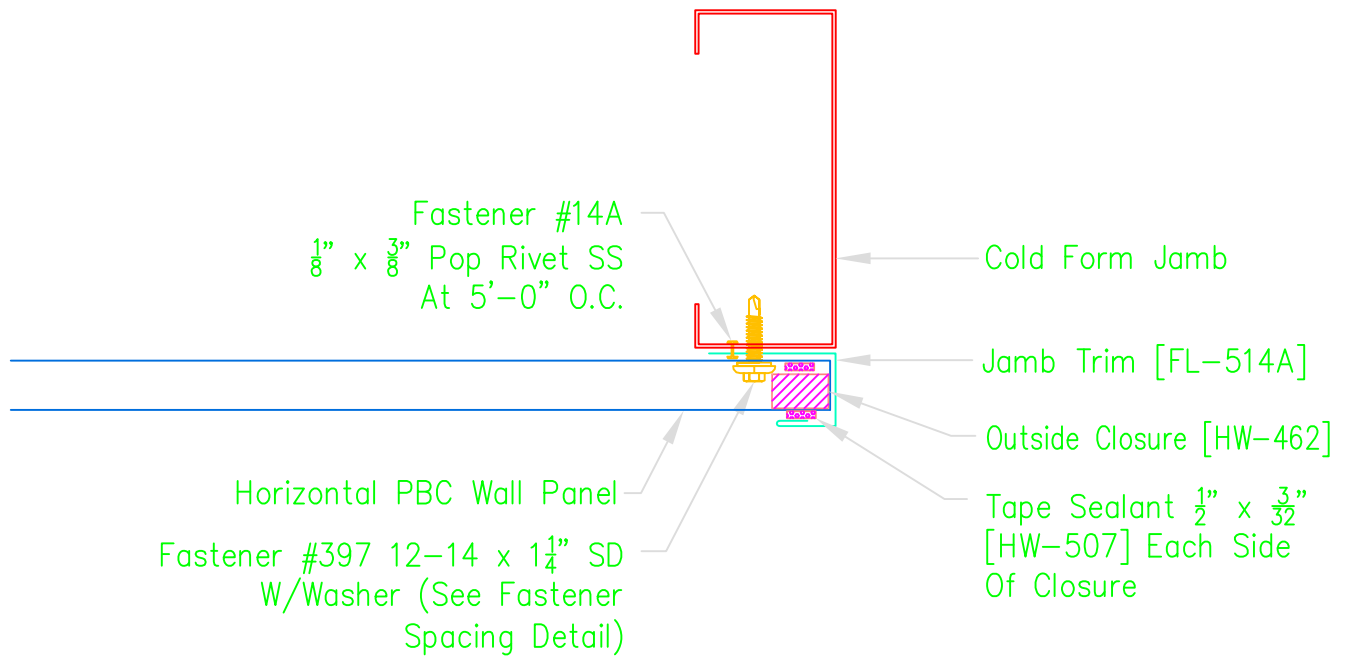 Fastener #14A
1/8” x 3/8” Pop Rivet SS
At 5’-0” O.C.
Cold Form Jamb
Jamb Trim [FL-514A]
Outside Closure [HW-462]
Horizontal PBC Wall Panel
Tape Sealant 1/2” x 3/32”
[HW-507] Each Side
Of Closure
Fastener #397 12-14 x 1 1/4” SD
W/Washer (See Fastener
Spacing Detail)